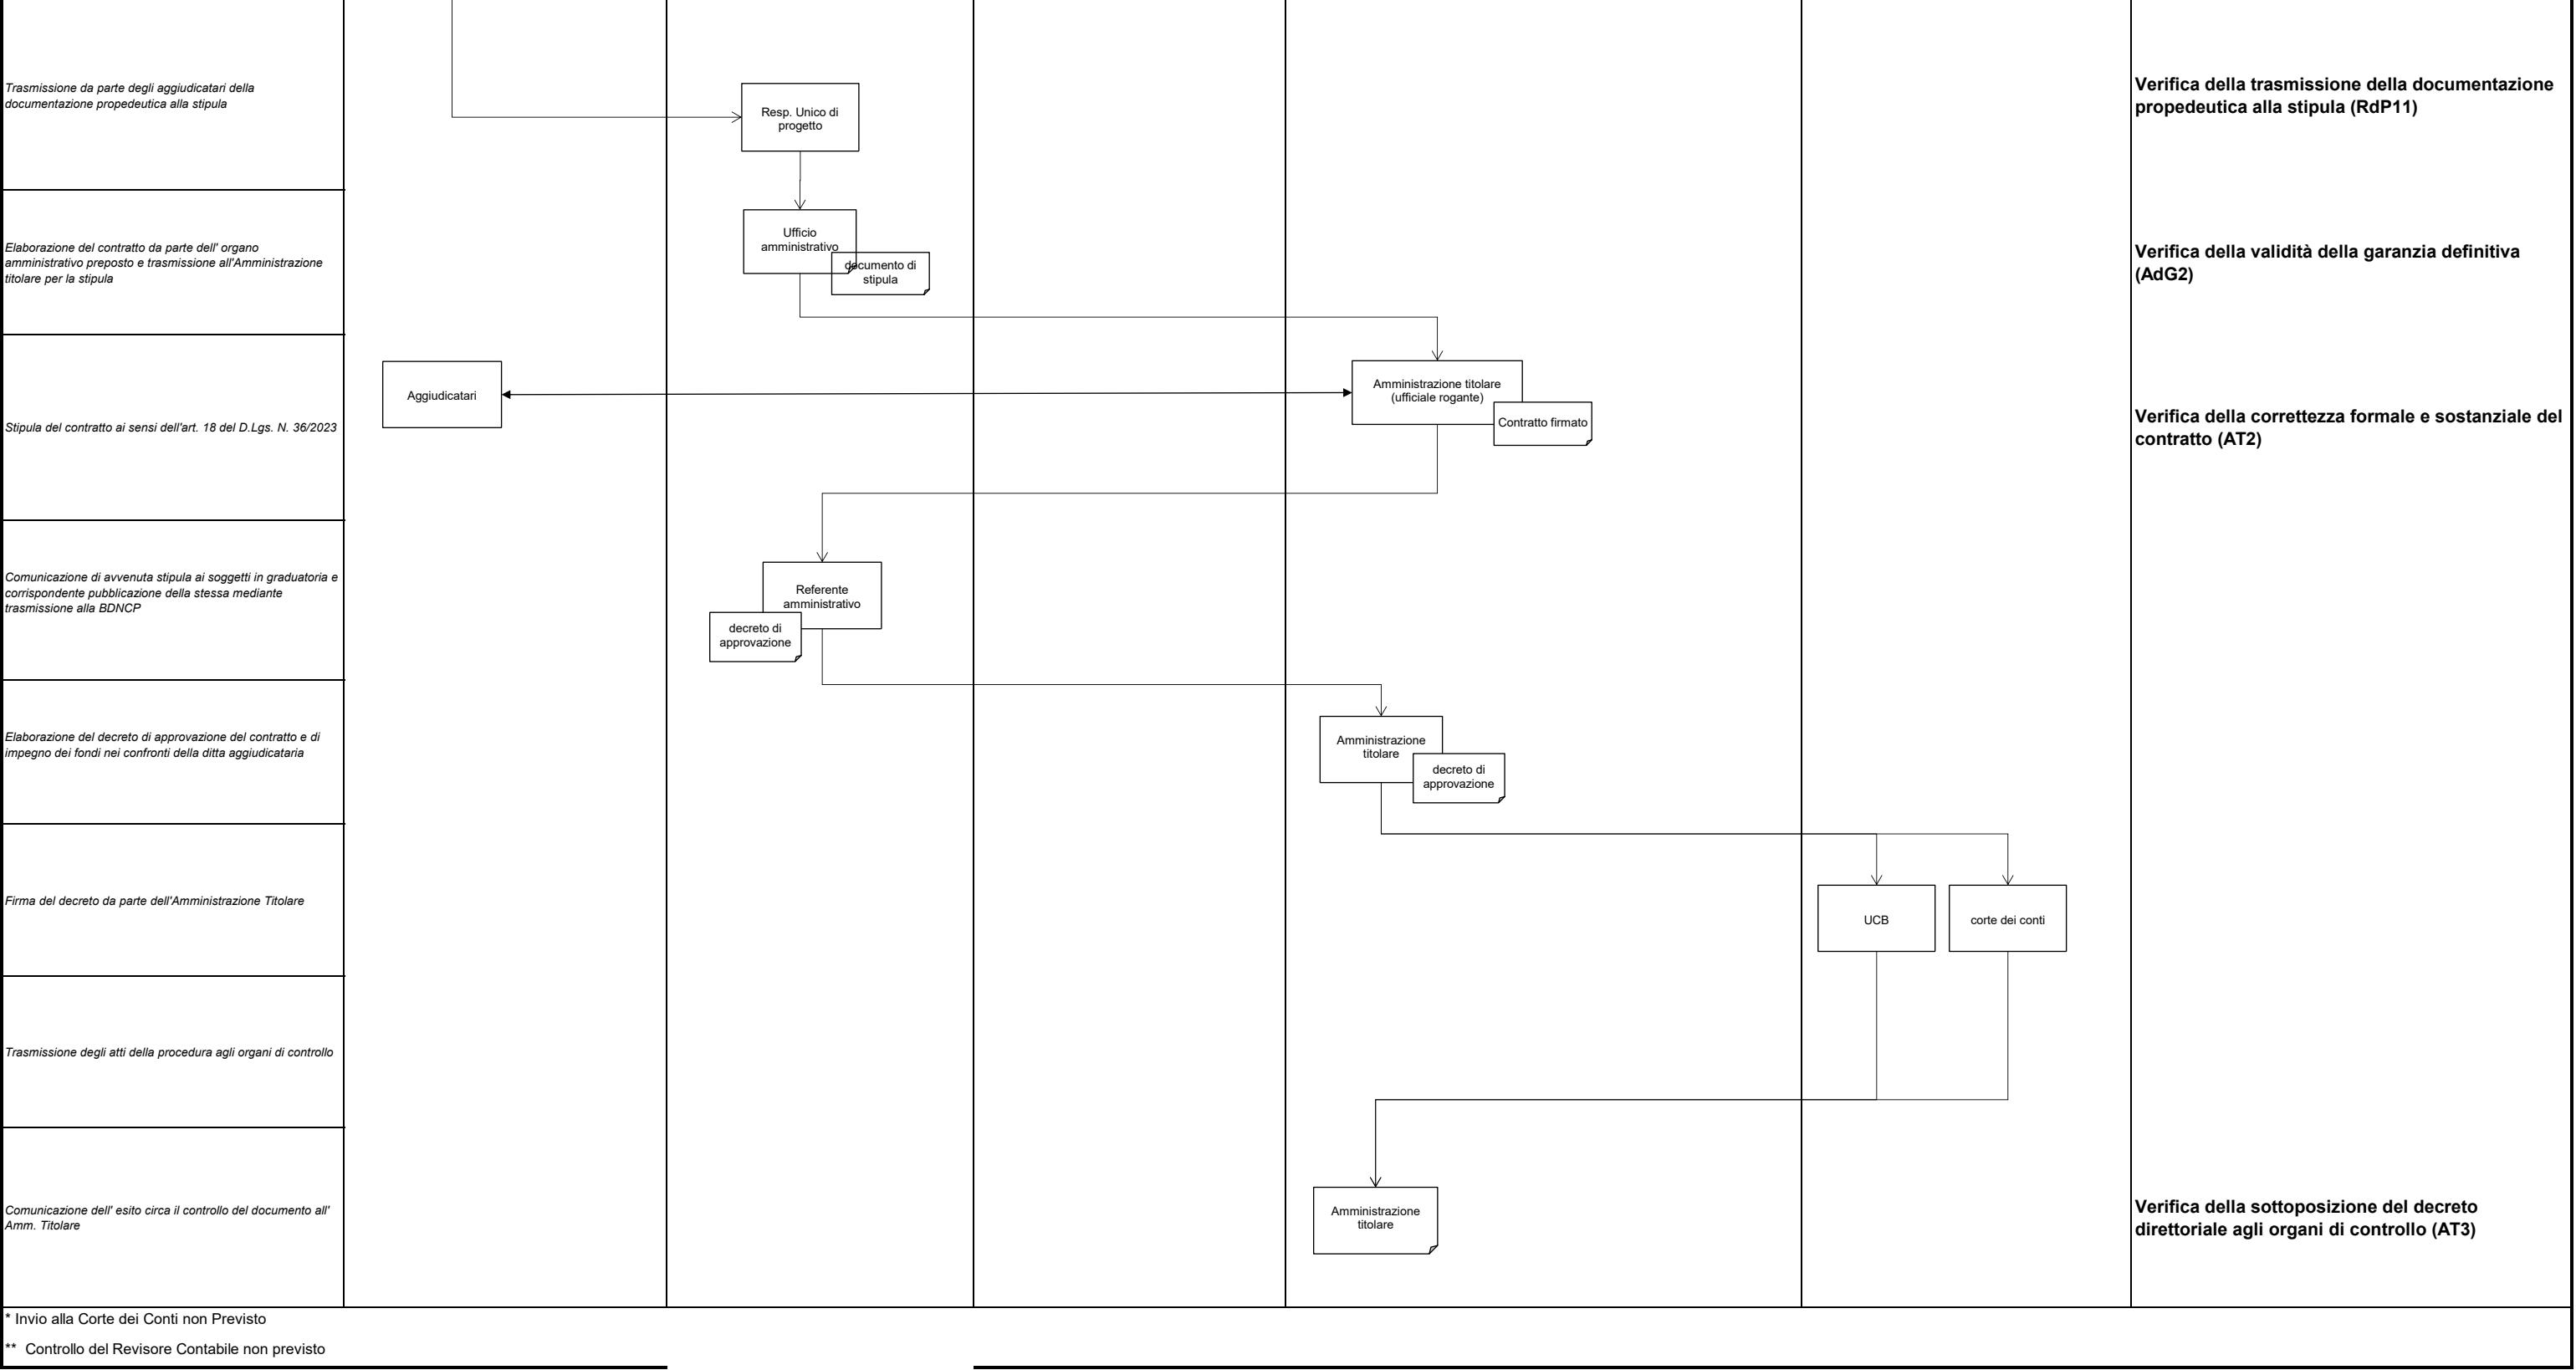 Trasmissione da parte degli aggiudicatari della
documentazione propedeutica alla stipula
Resp. Unico di
progetto
Verifica della trasmissione della documentazione
propedeutica alla stipula (RdP11)
Elaborazione del contratto da parte dell' organo
amministrativo preposto e trasmissione all'Amministrazione
titolare per la stipula
Ufficio
amministrativo
documento di
stipula
Verifica della validità della garanzia definitiva
(AdG2)
Stipula del contratto ai sensi dell'art. 18 del D.Lgs. N. 36/2023
Aggiudicatari
Amministrazione titolare
(ufficiale rogante)
Contratto firmato
Verifica della correttezza formale e sostanziale del
contratto (AT2)
Comunicazione di avvenuta stipula ai soggetti in graduatoria e
corrispondente pubblicazione della stessa mediante
trasmissione alla BDNCP
Referente
amministrativo
decreto di
approvazione
Elaborazione del decreto di approvazione del contratto e di
impegno dei fondi nei confronti della ditta aggiudicataria
Amministrazione
titolare
decreto di
approvazione
Firma del decreto da parte dell'Amministrazione Titolare
UCB
corte dei conti
Trasmissione degli atti della procedura agli organi di controllo
Comunicazione dell' esito circa il controllo del documento all'
Amm. Titolare
Amministrazione
titolare
Verifica della sottoposizione del decreto
direttoriale agli organi di controllo (AT3)
* Invio alla Corte dei Conti non Previsto
** Controllo del Revisore Contabile non previsto